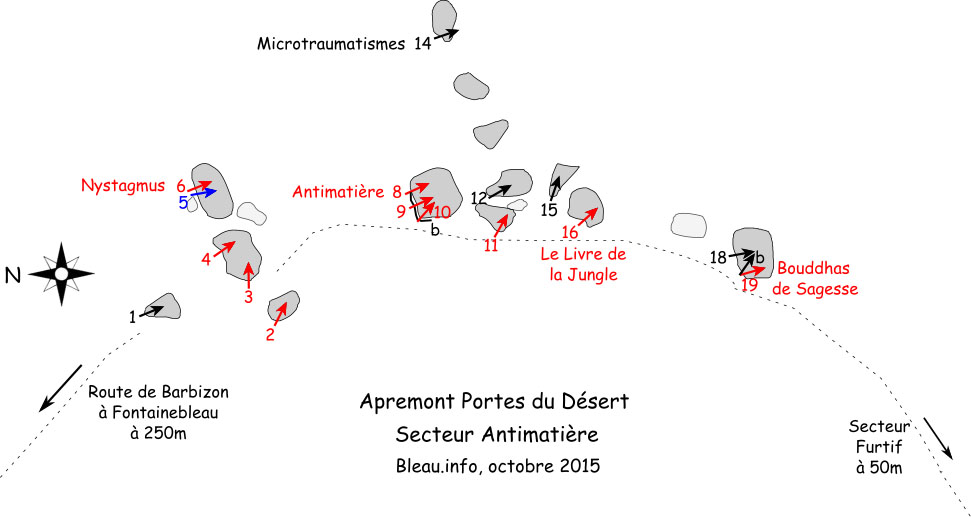 Microtraumatismes 14
Nystagmus 6
5
Antimatière 8
9
10
b
12
11
15
16
Le Livre de
la Jungle
18
b
19
Bouddhas
de Sagesse
4
3
N
1
2
Route de Barbizon
à Fontainebleau
à 250m
Apremont Portes du Désert
Secteur Antimatière
Bleau.info, octobre 2015
Secteur
Furtif
à 50m